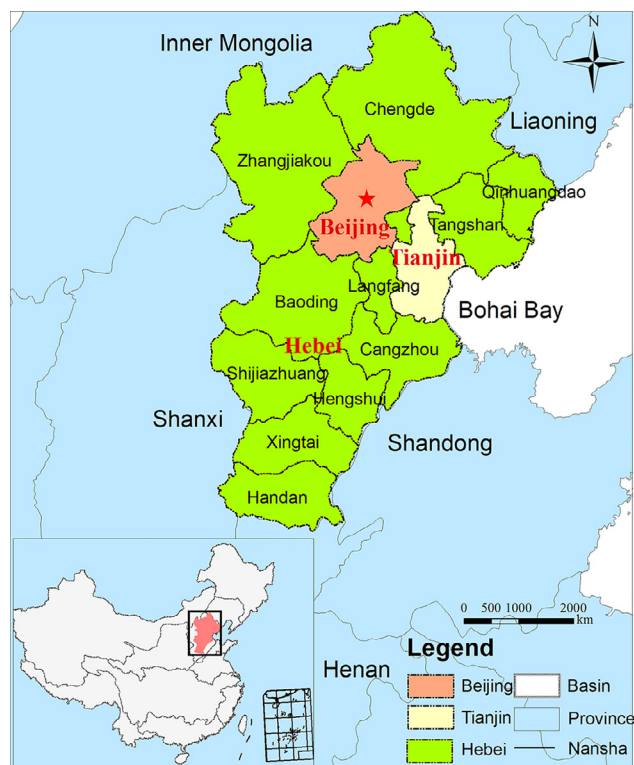 Inner Mongolia
N
Chengde
Liaoning
Zhangjiakou
Qinhuangdao
Beijing
Tangshan
Tianjin
Langfang
Baoding
Bohai Bay
Hebei
Cangzhou
Shijiazhuang
Hengshui
Shanxi
Xingtai
Shandong
Handan
0 500 1000 2000
km
Henan
Legend
Beijing Basin
Tianjin Province
Hebei Nansha